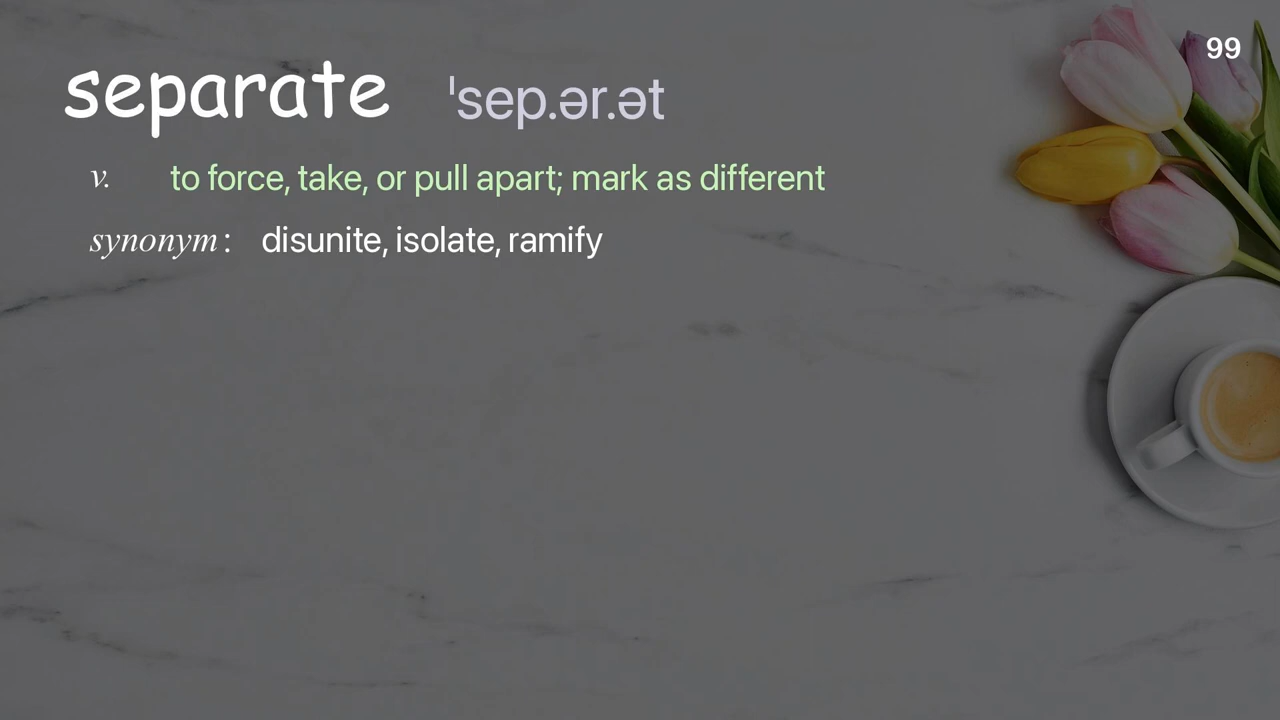 99
separate ˈsep.ər.ət
v. to force, take, or pull apart; mark as different
synonym: disunite, isolate, ramify